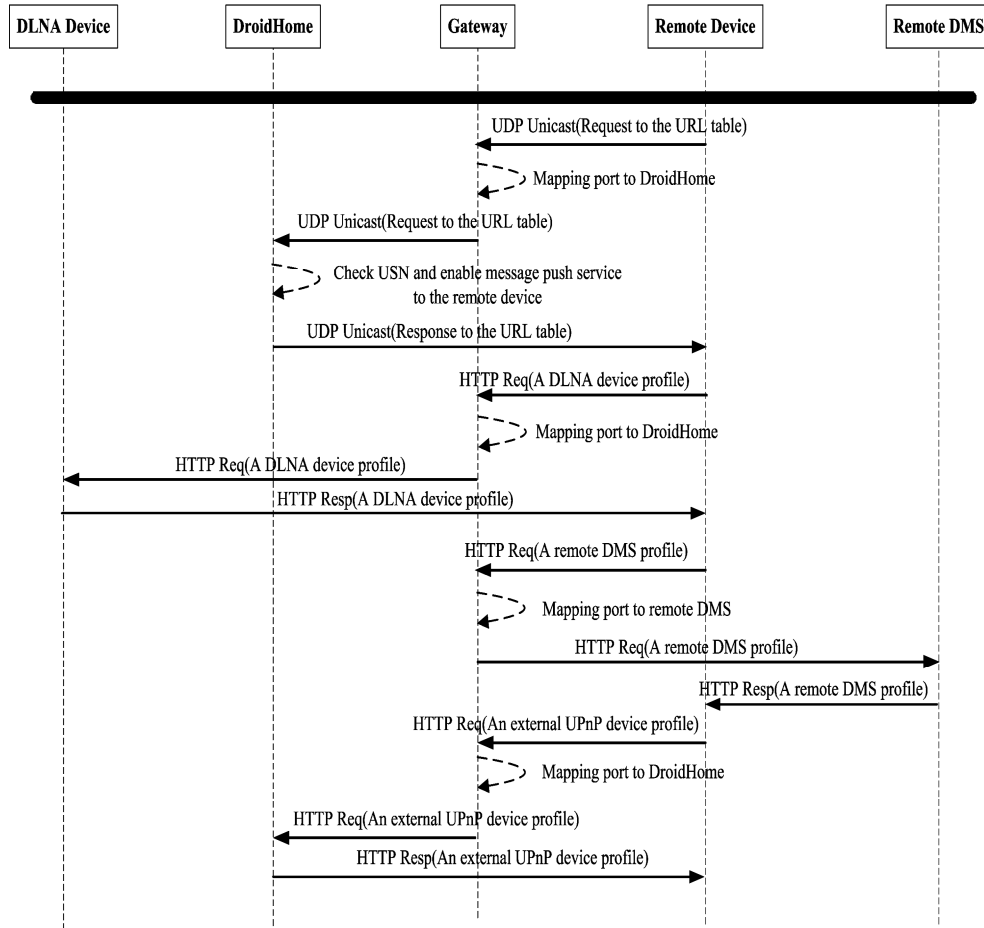 DLNA Device
DroidHome
Gateway
Remote Device
Remote DMS
UDP Unicast(Request to the URL table)
Mapping port to DroidHome
UDP Unicast(Request to the URL table)
Check USN and enable message push service
to the remote device
UDP Unicast(Response to the URL table)
HTTP Req(A DLNA device profile)
Mapping port to DroidHome
HTTP Req(A DLNA device profile)
HTTP Resp(A DLNA device profile)
HTTP Req(A remote DMS profile)
Mapping port to remote DMS
HTTP Req(A remote DMS profile)
HTTP Resp(A remote DMS profile)
HTTP Req(An external UPnP device profile)
Mapping port to DroidHome
HTTP Req(An external UPnP device profile)
HTTP Resp(An external UPnP device profile)